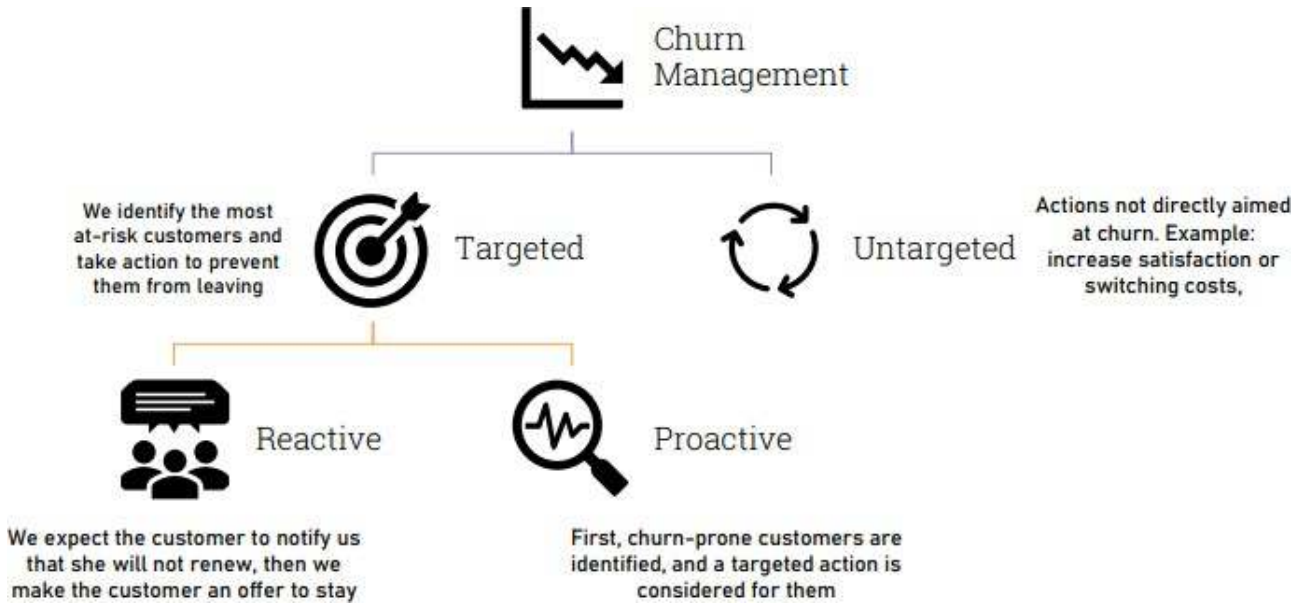 Churn
Management
We identify the most
at-risk customers and
take action to prevent
them from leaving
Targeted
Untargeted
Actions not directly aimed
at churn. Example:
increase satisfaction or
switching costs,
Reactive
Proactive
We expect the customer to notify us
that she will not renew, then we
make the customer an offer to stay
First, churn-prone customers are
identified, and a targeted action is
considered for them